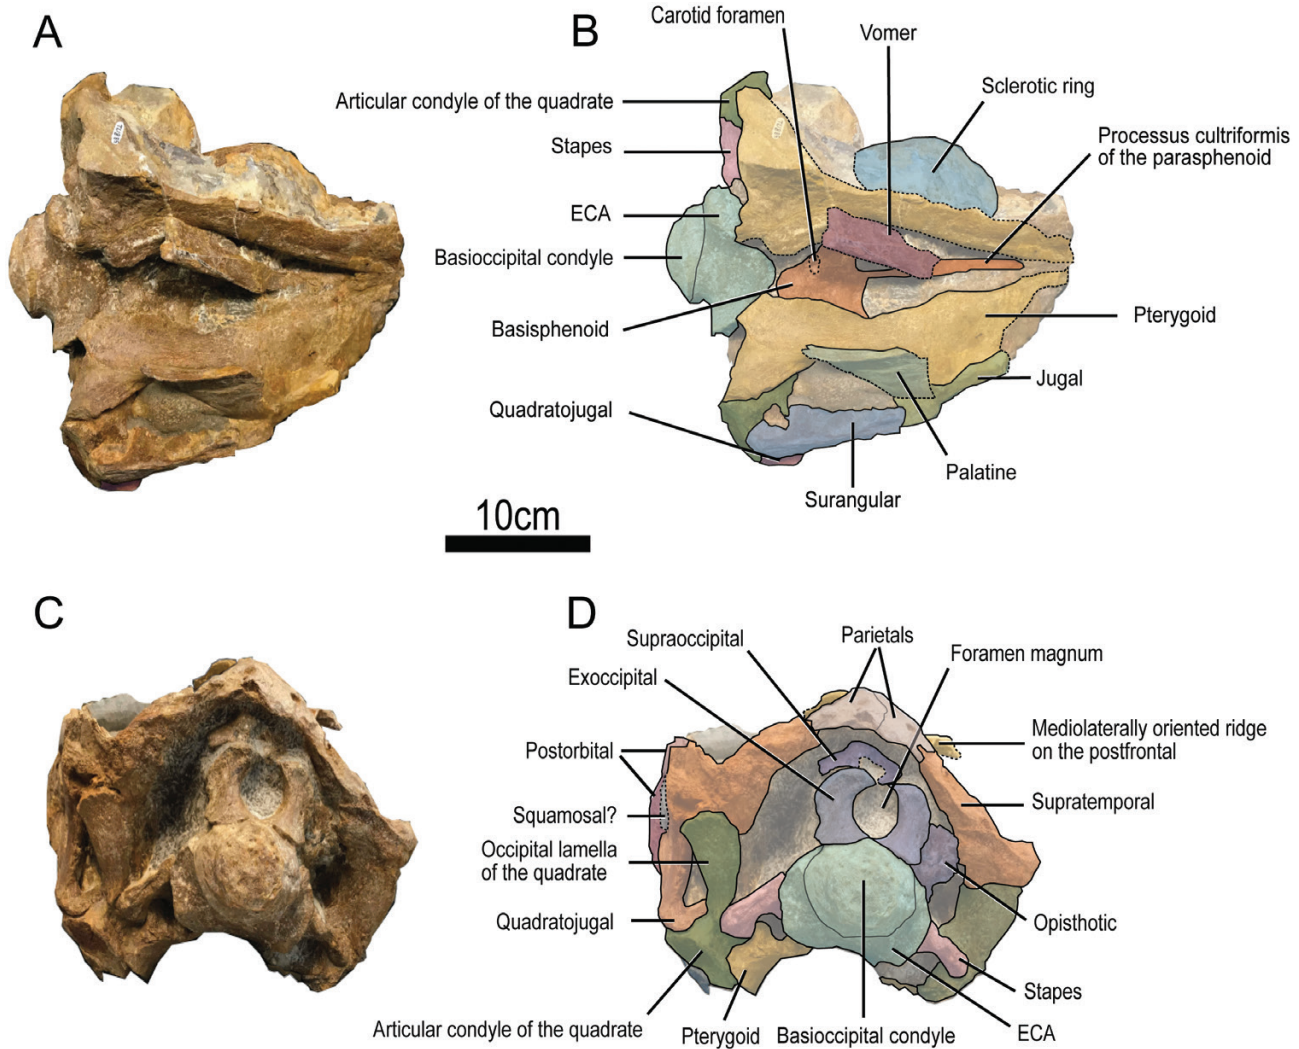 A
B
Carotid foramen
Vomer
Sclerotic ring
Articular condyle of the quadrate
Processus cultriformis
of the parasphenoid
Stapes
ECA
Basioccipital condyle
Basisphenoid
Pterygoid
Jugal
Quadratojugal
Palatine
Surangular
10cm
C
D
Supraoccipital
Parietals
Foramen magnum
Exoccipital
Mediolaterally oriented ridge
on the postfrontal
Postorbital
Supratemporal
Squamosal?
Occipital lamella
of the quadrate
Quadratojugal
Opisthotic
Stapes
Articular condyle of the quadrate
Pterygoid
Basioccipital condyle
ECA